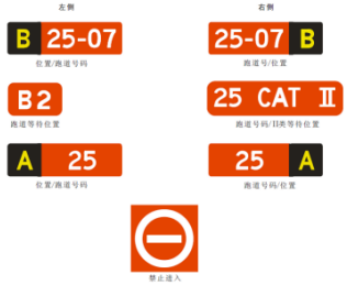 左侧
右侧
B 25-07
25-07 B
位置/跑道号码
跑道号/位置
B2
25 CAT Ⅱ
跑道等待位置
跑道号码/II类等待位置
A 25
25 A
位置/跑道号码
跑道号码/位置
禁止进入